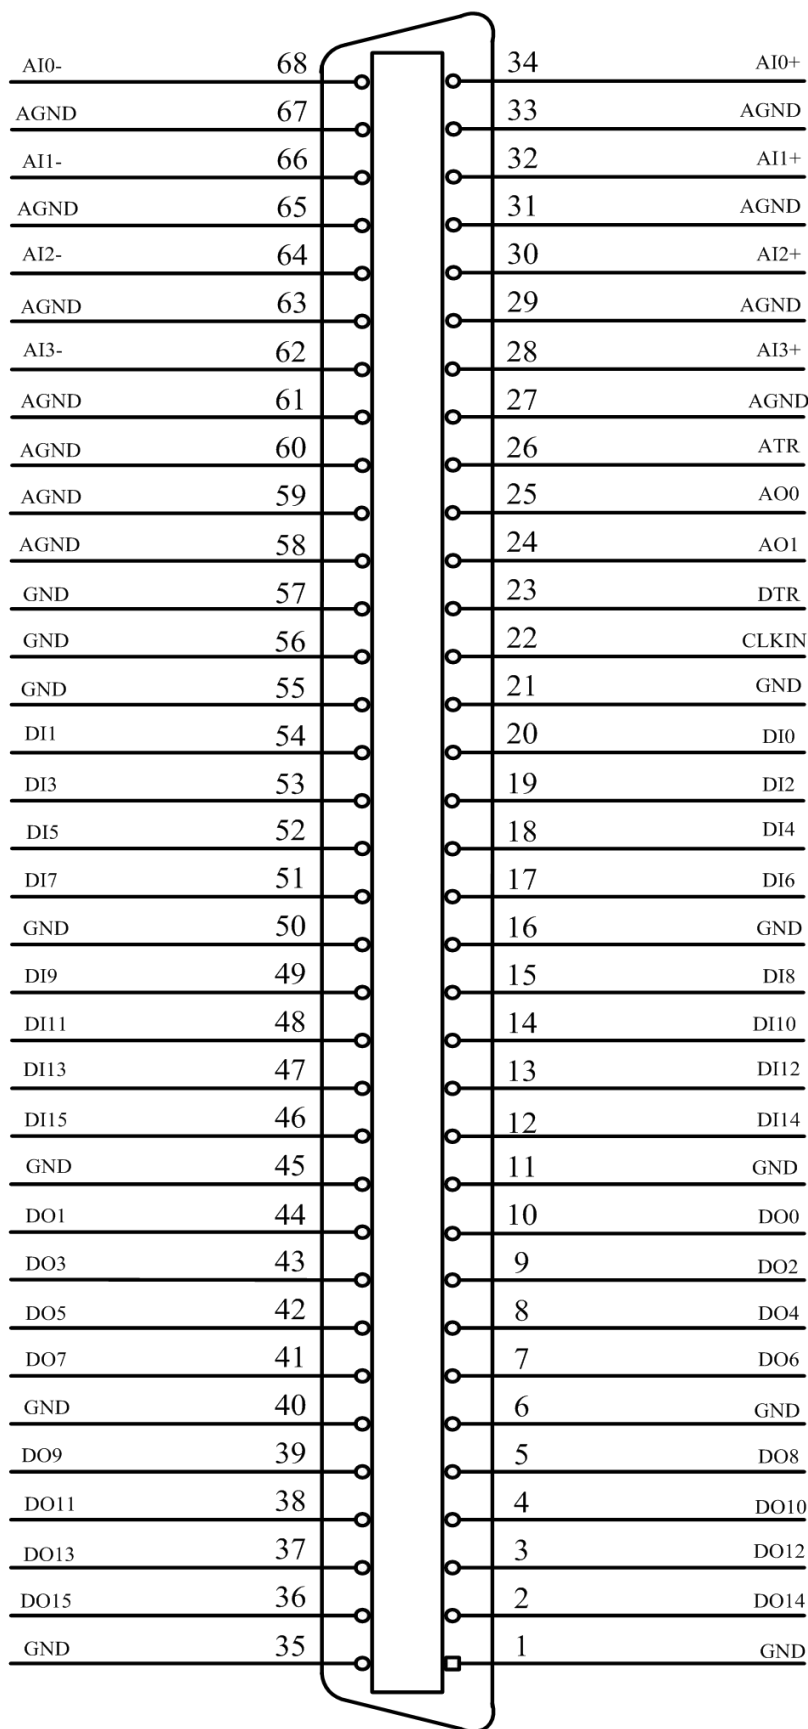 AI0- 68 34 AI0+
AGND 67 33 AGND
AI1- 66 32 AI1+
AGND 65 31 AGND
AI2- 64 30 AI2+
AGND 63 29 AGND
AI3- 62 28 AI3+
AGND 61 27 AGND
AGND 60 26 ATR
AGND 59 25 AO0
AGND 58 24 AO1
GND 57 23 DTR
GND 56 22 CLKIN
GND 55 21 GND
DI1 54 20 DI0
DI3 53 19 DI2
DI5 52 18 DI4
DI7 51 17 DI6
GND 50 16 GND
DI9 49 15 DI8
DI11 48 14 DI10
DI13 47 13 DI12
DI15 46 12 DI14
GND 45 11 GND
DO1 44 10 DO0
DO3 43 9 DO2
DO5 42 8 DO4
DO7 41 7 DO6
GND 40 6 GND
DO9 39 5 DO8
DO11 38 4 DO10
DO13 37 3 DO12
DO15 36 2 DO14
GND 35 1 GND